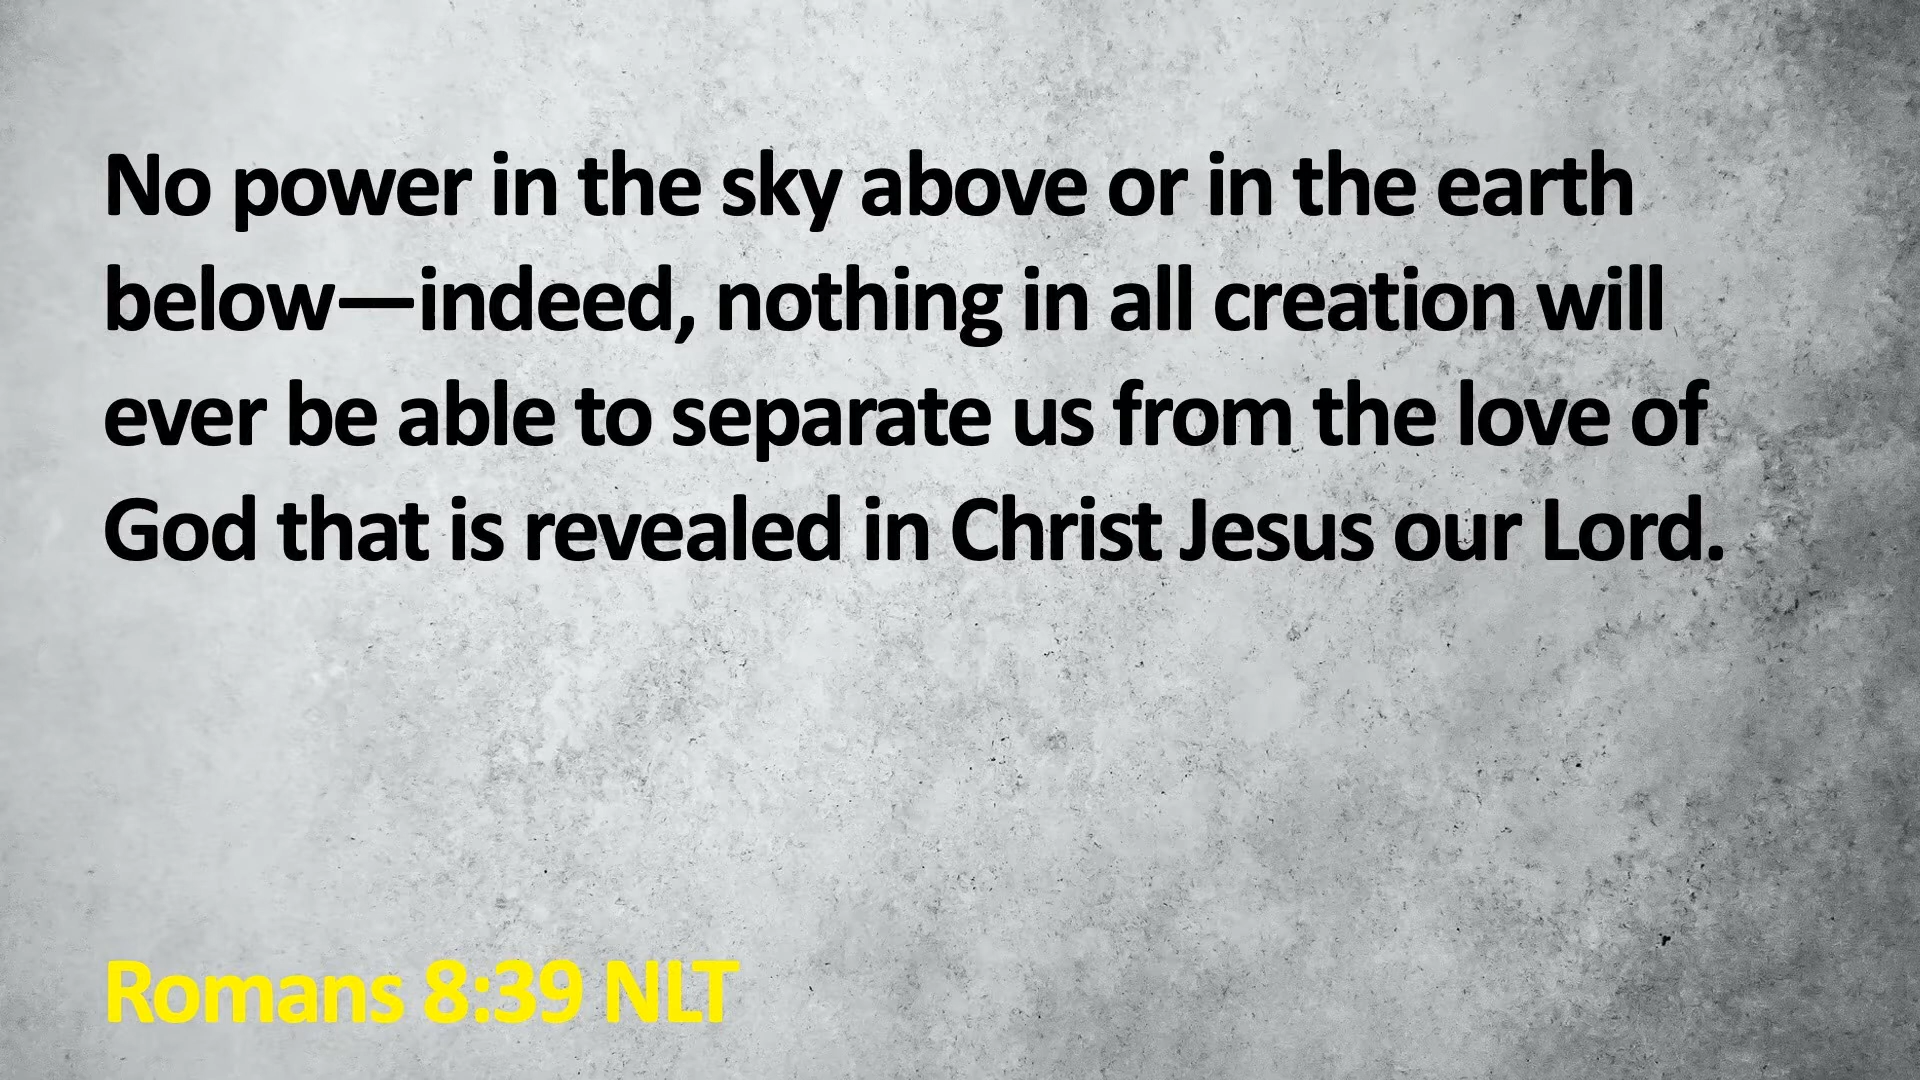 No power in the sky above or in the earth
below—indeed, nothing in all creation will
ever be able to separate us from the love of
God that is revealed in Christ Jesus our Lord.
Romans 8:39 NLT